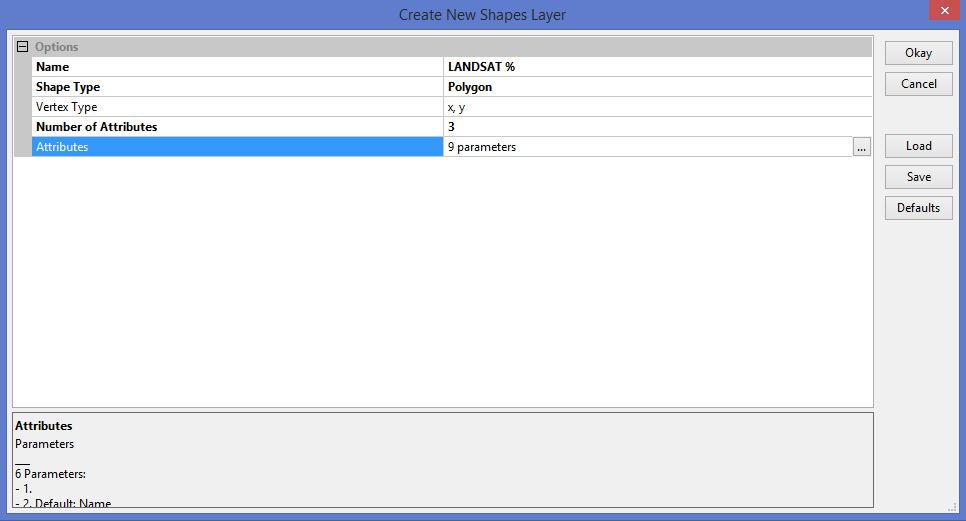 Create New Shapes Layer
Options
Name LANDSAT %
Shape Type Polygon
Vertex Type x, y
Number of Attributes 3
Attributes 9 parameters ...
Okay
Cancel
Load
Save
Defaults
Attributes
Parameters
__
6 Parameters:
- 1.
- 2. Default: Name